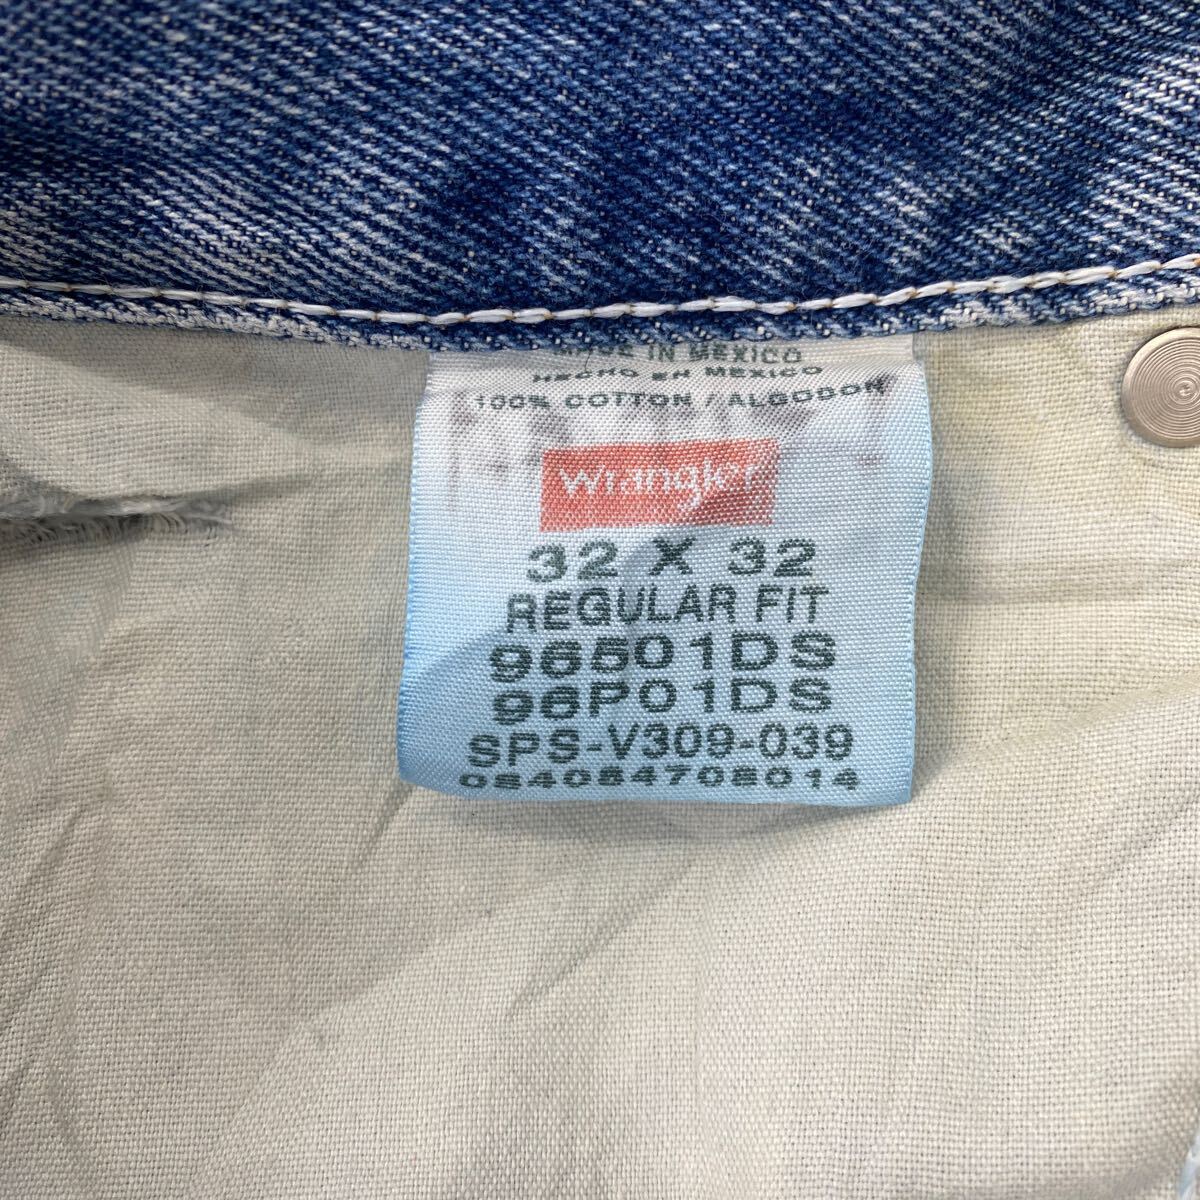 MADE IN MEXICO
HECHO EN MEXICO
100% COTTON / ALGODON
Wrangler
32 X 32
REGULAR FIT
96501DS
96P01DS
SPS-V309-039